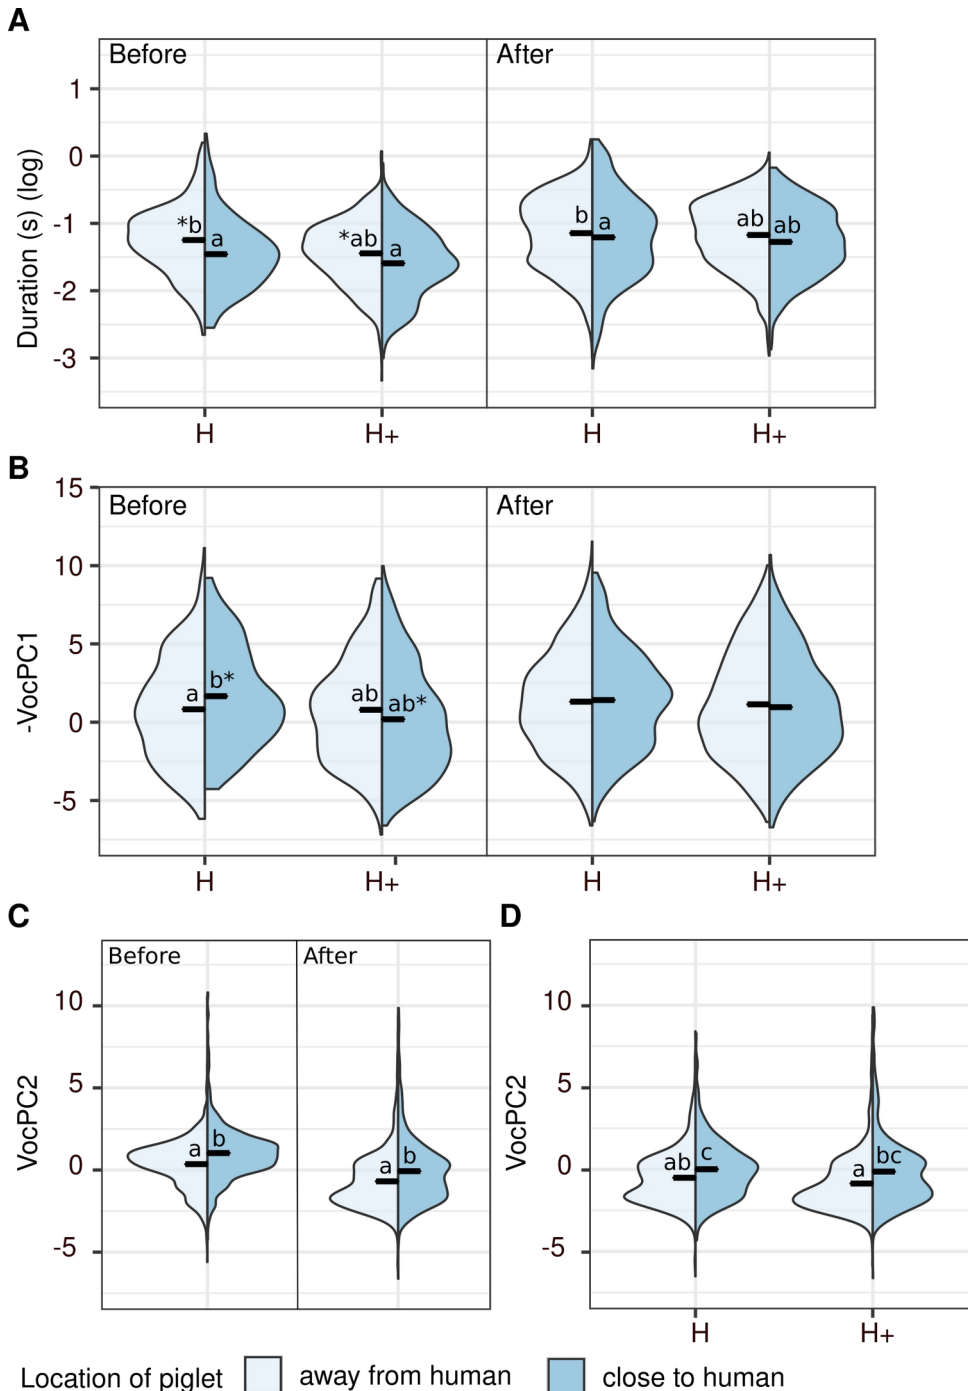 A
Before
After
Duration (s) (log)
1
0
-1
-2
-3
*b
a
*ab
a
b
a
ab
ab
H
H+
H
H+
B
Before
After
-VocPC1
15
10
5
0
-5
a
b*
ab
ab*
H
H+
H
H+
C
Before
After
VocPC2
10
5
0
-5
a
b
a
b
D
VocPC2
10
5
0
-5
ab
c
a
bc
H
H+
Location of piglet
away from human
close to human